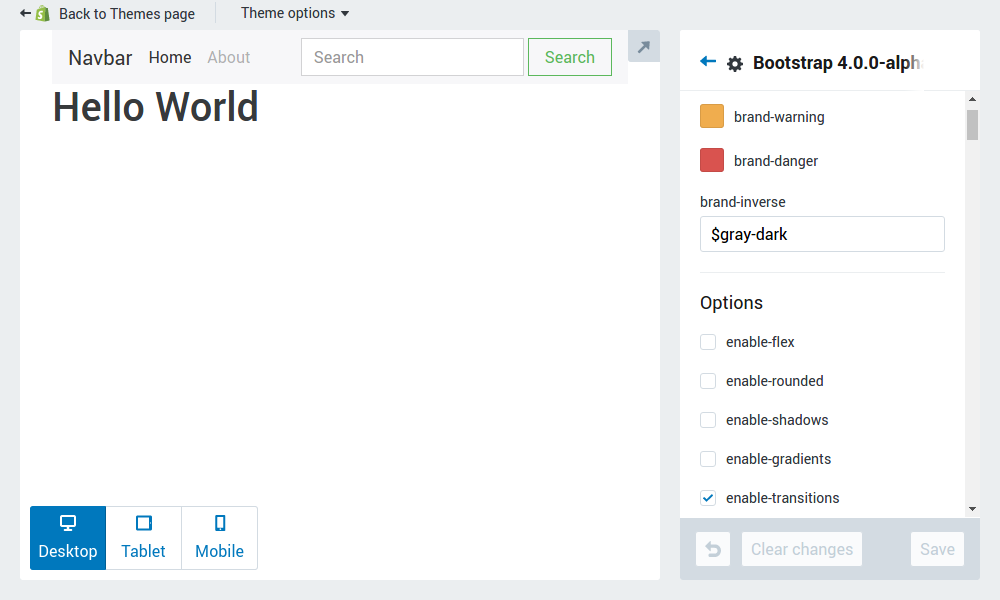 Back to Themes page
Theme options
Navbar Home About Search Search
Hello World
Desktop Tablet Mobile
Bootstrap 4.0.0-alph
brand-warning
brand-danger
brand-inverse
$gray-dark
Options
enable-flex
enable-rounded
enable-shadows
enable-gradients
enable-transitions
Clear changes Save